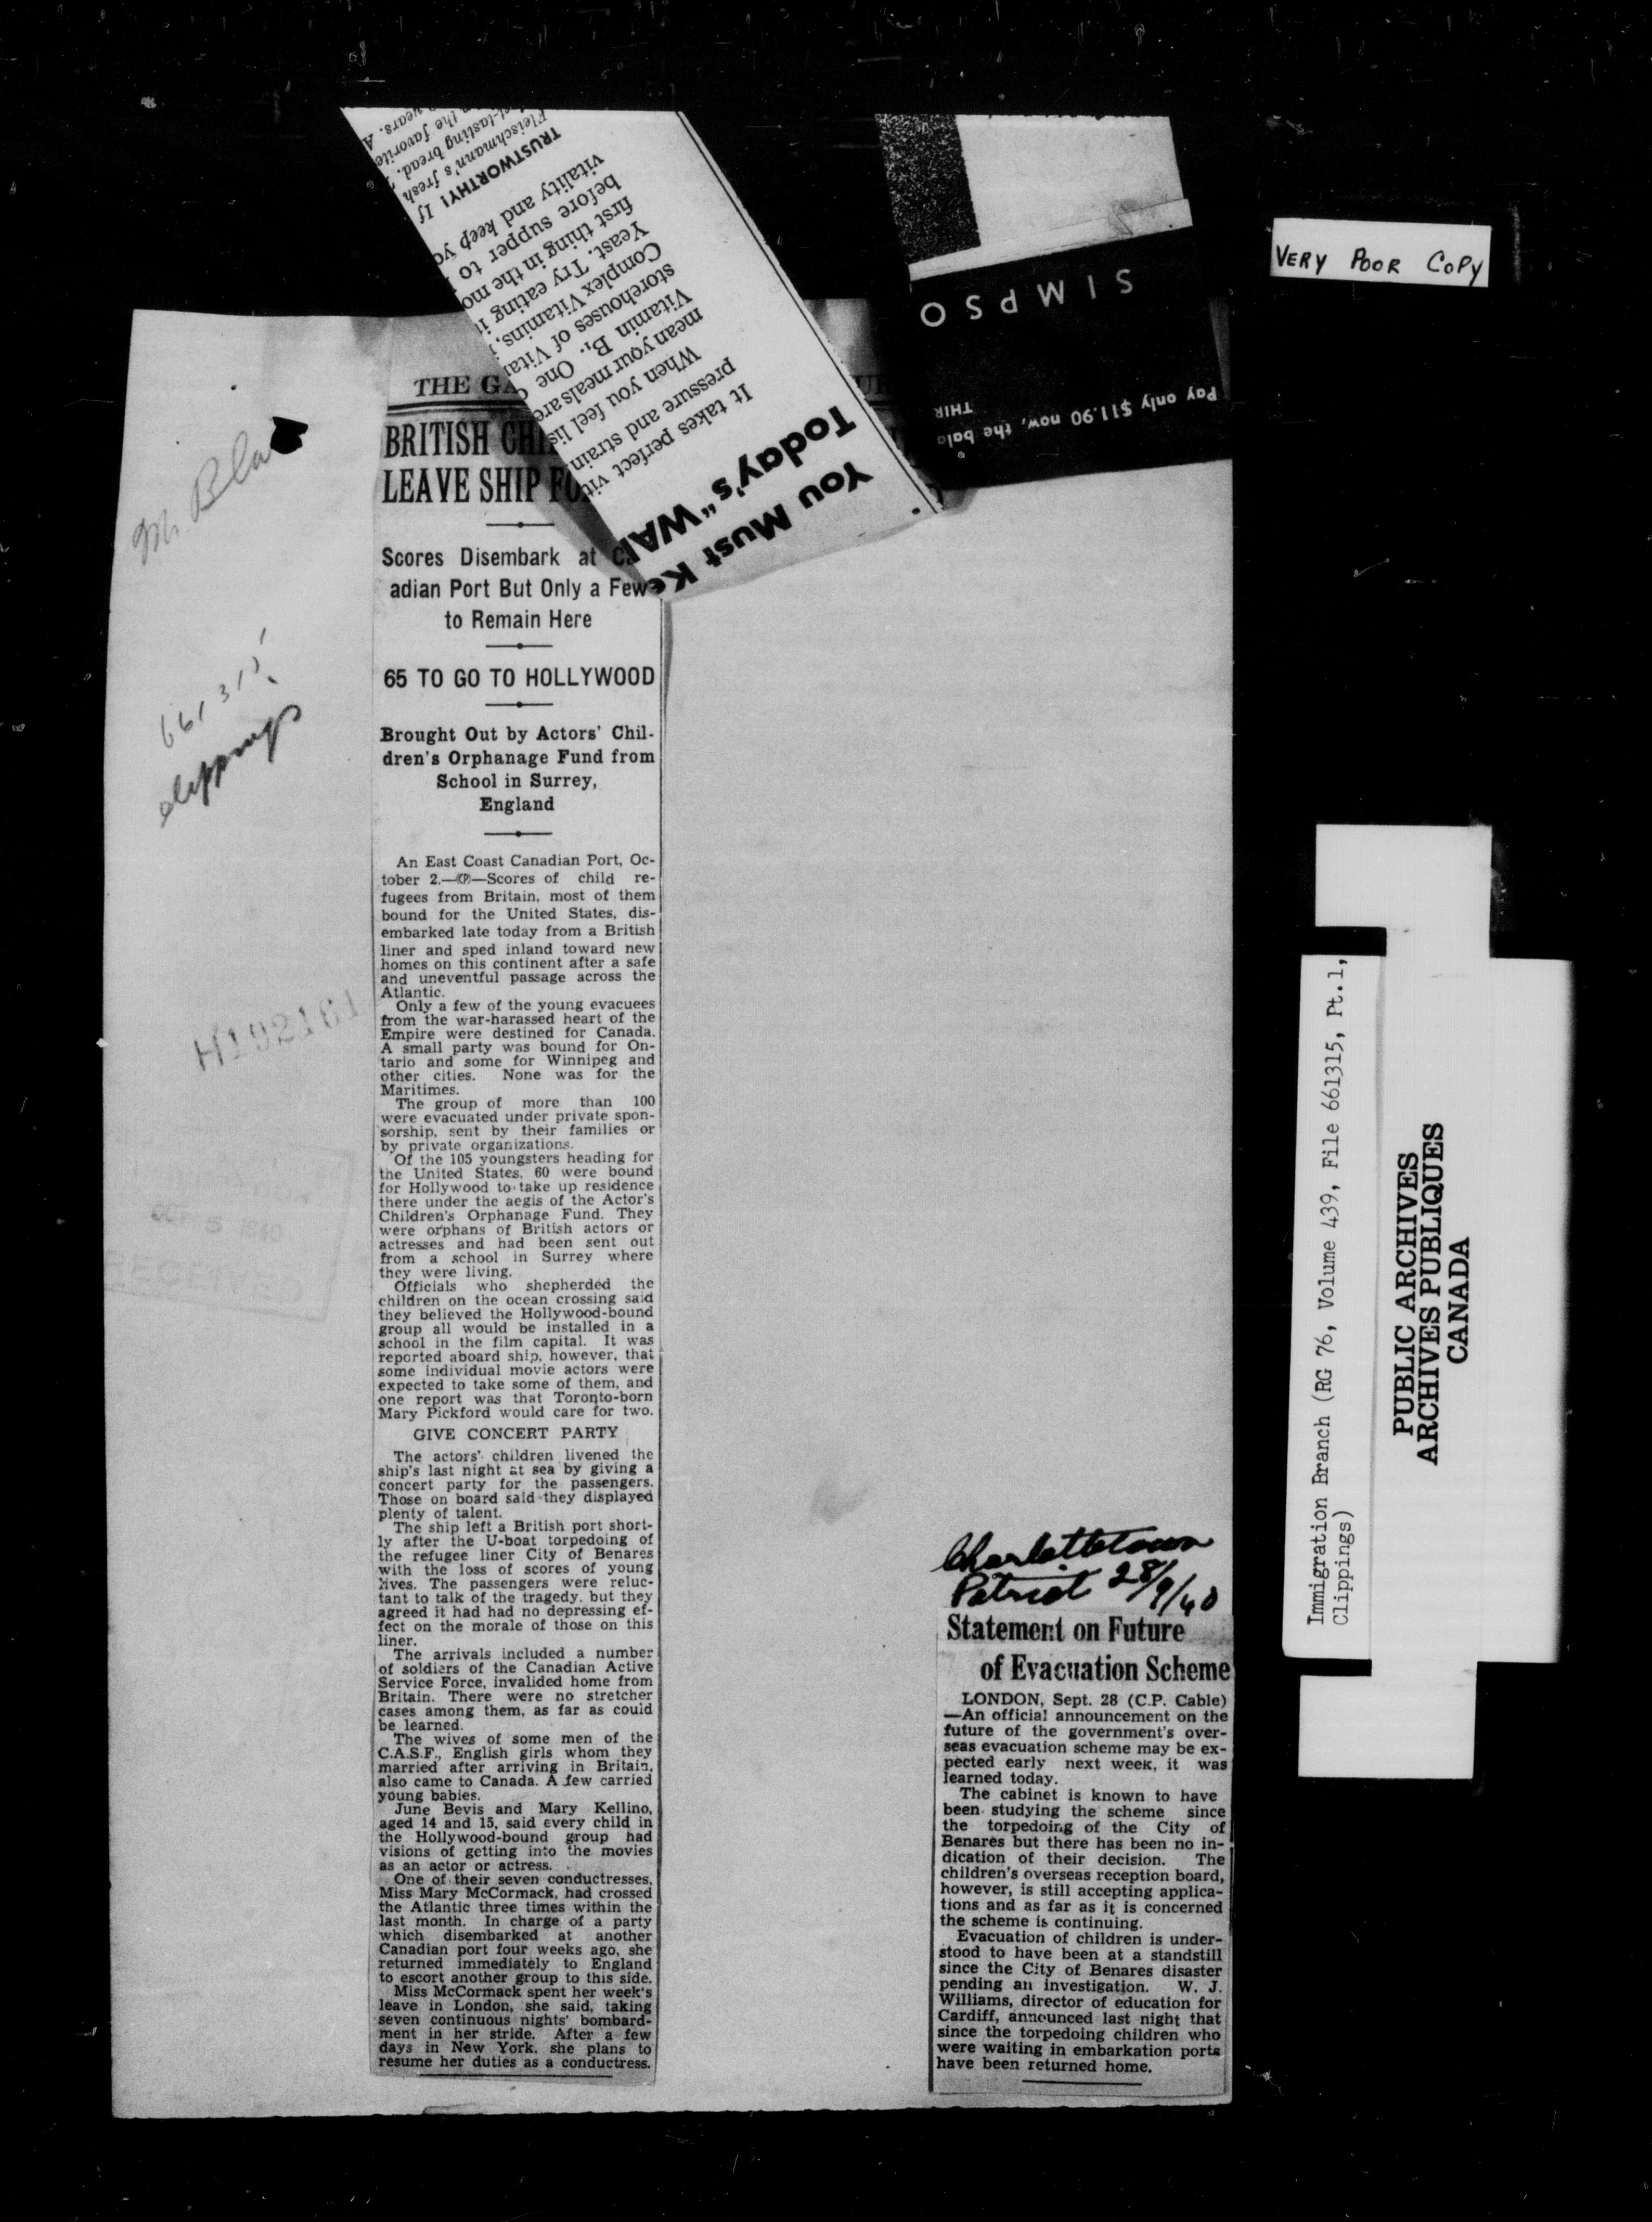 VERY POOR COPY
Mr. Bla
661315
clippings
H1102181
THE GA
BRITISH CHI
LEAVE SHIP FO
Scores Disembark at Ca
adian Port But Only a Few
to Remain Here
65 TO GO TO HOLLYWOOD
Brought Out by Actors' Chil-
dren's Orphanage Fund from
School in Surrey,
England
An East Coast Canadian Port, Oc-
tober 2.—(CP)—Scores of child re-
fugees from Britain, most of them
bound for the United States, dis-
embarked late today from a British
liner and sped inland toward new
homes on this continent after a safe
and uneventful passage across the
Atlantic.
Only a few of the young evacuees
from the war-harassed heart of the
Empire were destined for Canada.
A small party was bound for On-
tario and some for Winnipeg and
other cities. None was for the
Maritimes.
The group of more than 100
were evacuated under private spon-
sorship, sent by their families or
by private organizations.
Of the 105 youngsters heading for
the United States, 60 were bound
for Hollywood to take up residence
there under the aegis of the Actor's
Children's Orphanage Fund. They
were orphans of British actors or
actresses and had been sent out
from a school in Surrey where
they were living.
Officials who shepherded the
children on the ocean crossing said
they believed the Hollywood-bound
group all would be installed in a
school in the film capital. It was
reported aboard ship, however, that
some individual movie actors were
expected to take some of them, and
one report was that Toronto-born
Mary Pickford would care for two.
GIVE CONCERT PARTY
The actors' children livened the
ship's last night at sea by giving a
concert party for the passengers.
Those on board said they displayed
plenty of talent.
The ship left a British port short-
ly after the U-boat torpedoing of
the refugee liner City of Benares
with the loss of scores of young
lives. The passengers were reluc-
tant to talk of the tragedy, but they
agreed it had had no depressing ef-
fect on the morale of those on this
liner.
The arrivals included a number
of soldiers of the Canadian Active
Service Force, invalided home from
Britain. There were no stretcher
cases among them, as far as could
be learned.
The wives of some men of the
C.A.S.F., English girls whom they
married after arriving in Britain,
also came to Canada. A few carried
young babies.
June Bevis and Mary Kellino,
aged 14 and 15, said every child in
the Hollywood-bound group had
visions of getting into the movies
as an actor or actress.
One of their seven conductresses,
Miss Mary McCormack, had crossed
the Atlantic three times within the
last month. In charge of a party
which disembarked at another
Canadian port four weeks ago, she
returned immediately to England
to escort another group to this side.
Miss McCormack spent her week's
leave in London, she said, taking
seven continuous nights' bombard-
ment in her stride. After a few
days in New York, she plans to
resume her duties as a conductress.
You Must Ke
Today's "WAR
It takes perfect vit
pressure and strain
When you feel lis
mean your meals are
Vitamin B1. One
storehouses of Vitam
Complex Vitamins,
Yeast. Try eating it
first thing in the mo
before supper to
vitality and keep yo
TRUSTWORTHY! If
Fleischmann's fresh
lasting bread.
the favorite
years. A
SIMPSO
Pay only $11.90 now, the bala
THIR
Charlottetown
Patriot 28/9/40
Statement on Future
of Evacuation Scheme
LONDON, Sept. 28 (C.P. Cable)
—An official announcement on the
future of the government's over-
seas evacuation scheme may be ex-
pected early next week, it was
learned today.
The cabinet is known to have
been studying the scheme since
the torpedoing of the City of
Benares but there has been no in-
dication of their decision. The
children's overseas reception board,
however, is still accepting applica-
tions and as far as it is concerned
the scheme is continuing.
Evacuation of children is under-
stood to have been at a standstill
since the City of Benares disaster
pending an investigation. W. J.
Williams, director of education for
Cardiff, announced last night that
since the torpedoing children who
were waiting in embarkation ports
have been returned home.
Immigration Branch (RG 76, Volume 439, File 661315, Pt.1,
Clippings)
PUBLIC ARCHIVES
ARCHIVES PUBLIQUES
CANADA